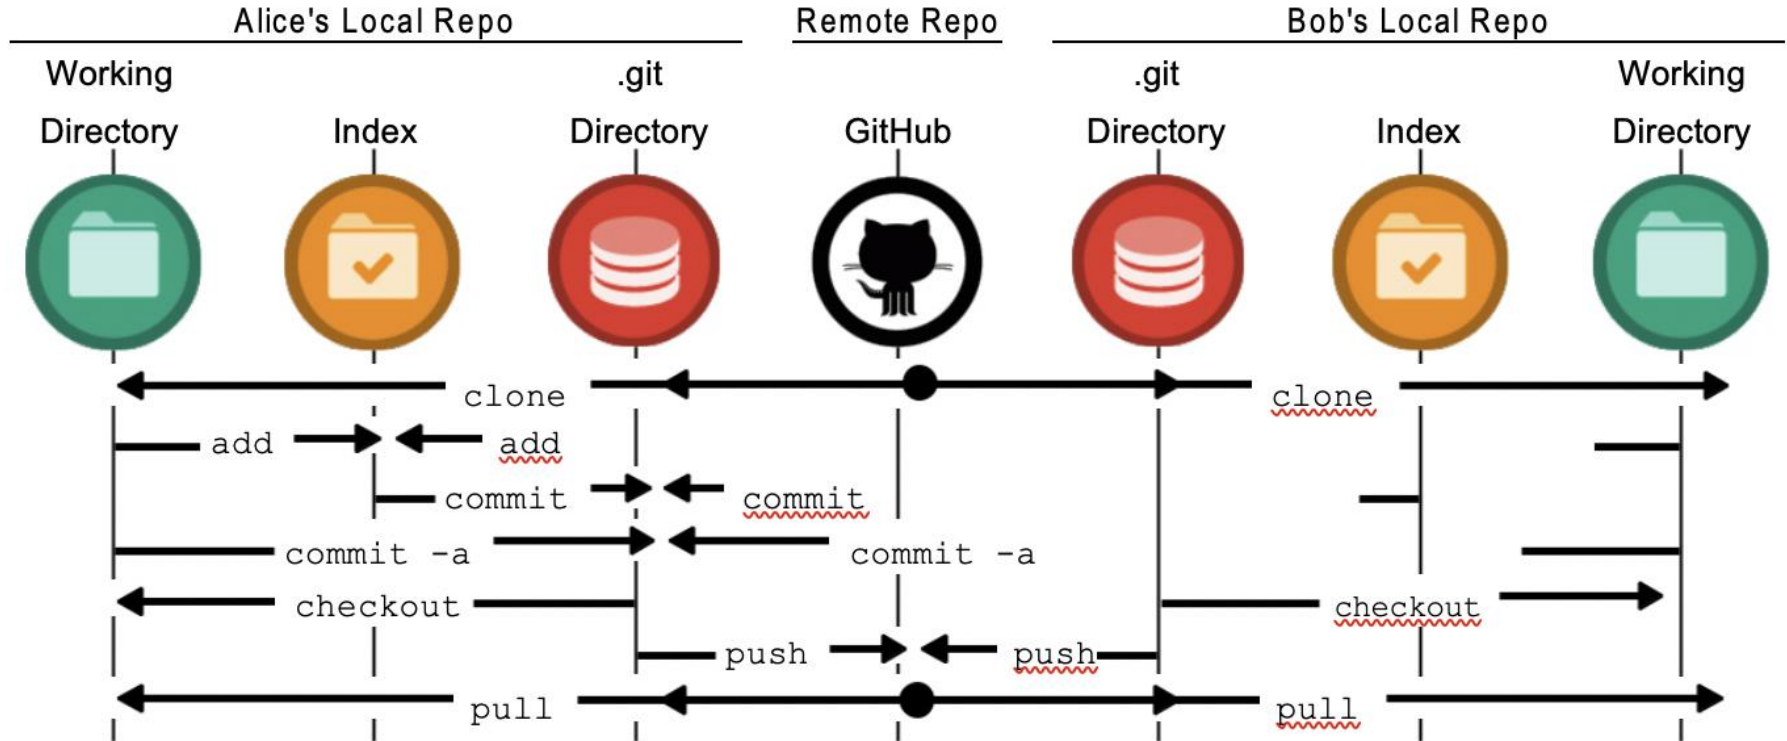 Alice's Local Repo Remote Repo Bob's Local Repo
Working .git .git Working
Directory Index Directory GitHub Directory Index Directory
clone clone
add add
commit commit
commit -a commit -a
checkout checkout
push push
pull pull